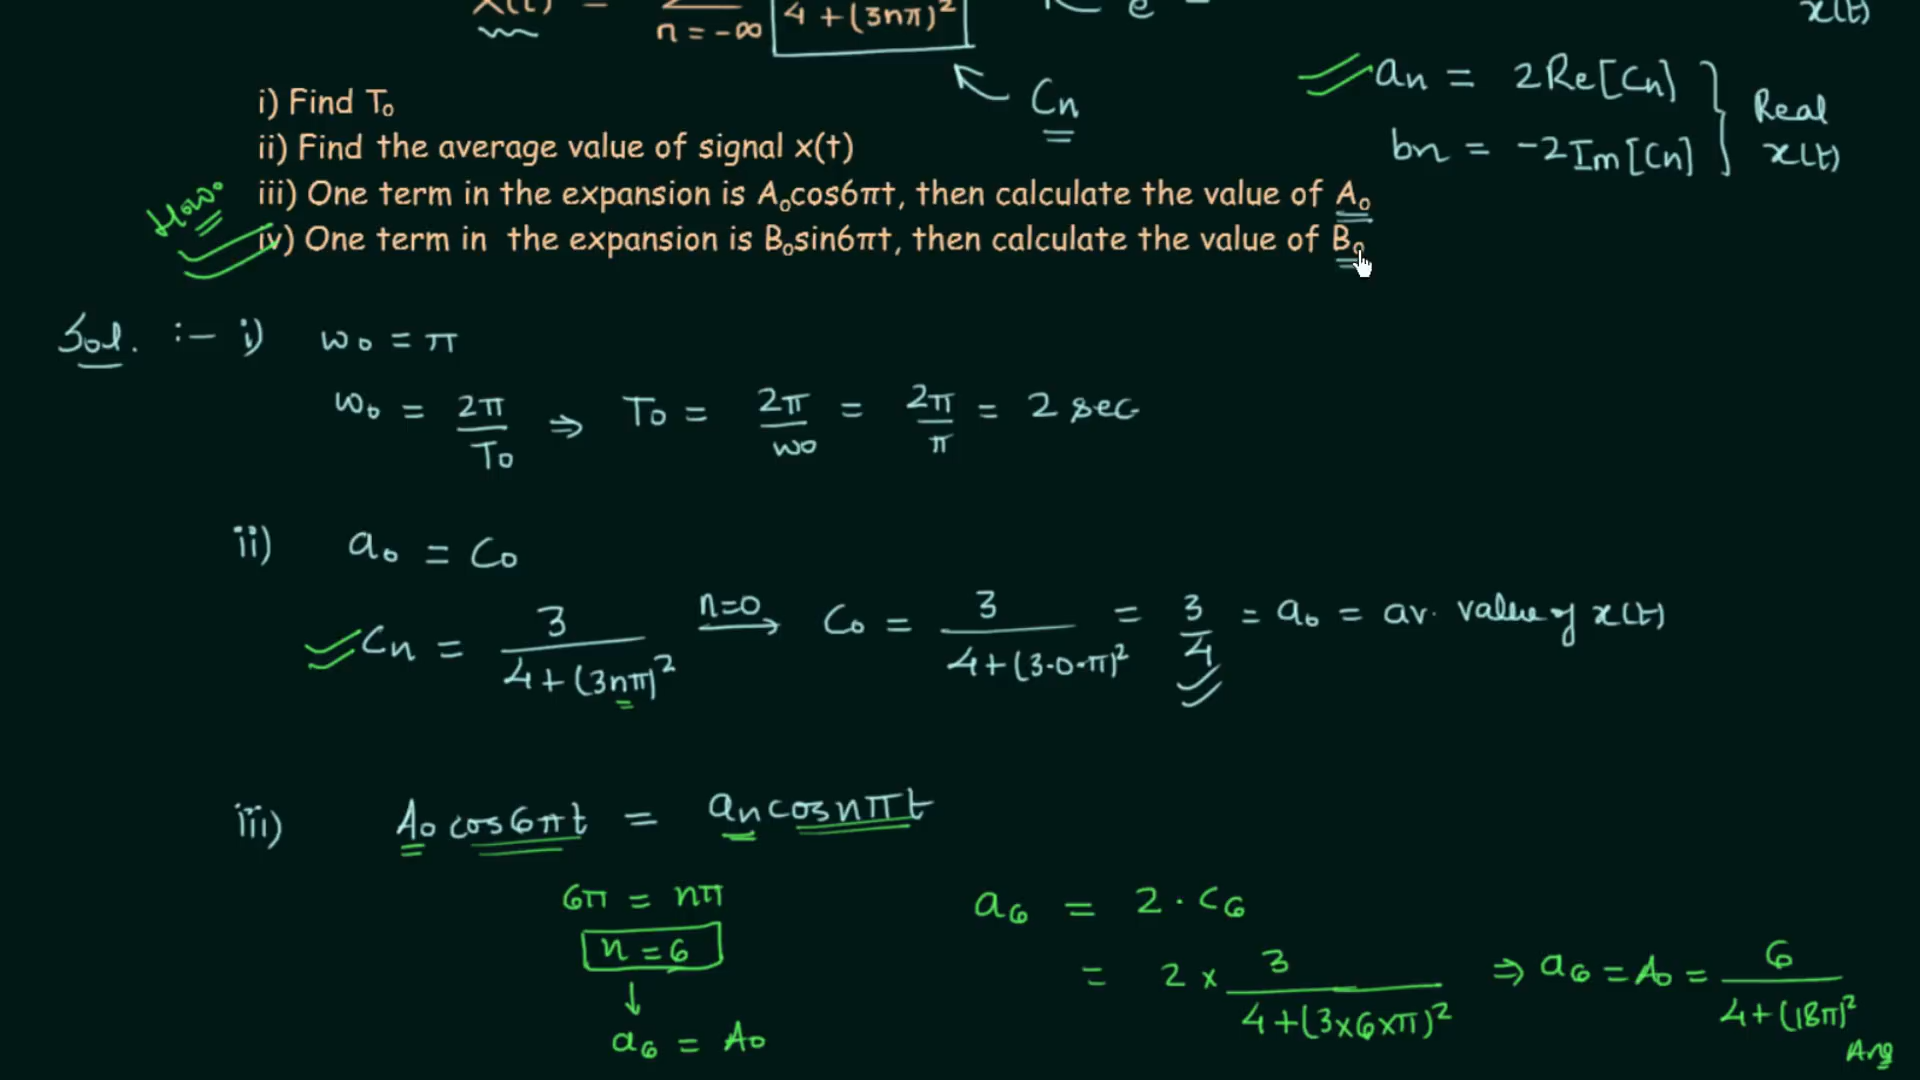 n = -∞ 4 + (3nπ)² e x(t)
Cn
an = 2Re[Cn]
bn = -2Im[Cn]
Real
x(t)
i) Find T₀
ii) Find the average value of signal x(t)
iii) One term in the expansion is A₀cos6πt, then calculate the value of A₀
How
iv) One term in the expansion is B₀sin6πt, then calculate the value of B₀
Sol. :- i) ω₀ = π
ω₀ = 2π/T₀ ⇒ T₀ = 2π/ω₀ = 2π/π = 2 sec
ii) a₀ = C₀
Cn = 3/(4+(3nπ)²) n=0 → C₀ = 3/(4+(3·0·π)²) = 3/4 = a₀ = av. value of x(t)
iii) A₀ cos6πt = an cosnπt
6π = nπ
n = 6
↓
a₆ = A₀
a₆ = 2 · C₆
= 2 × 3/(4+(3×6×π)²) ⇒ a₆ = A₀ = 6/(4+(18π)²
Ans